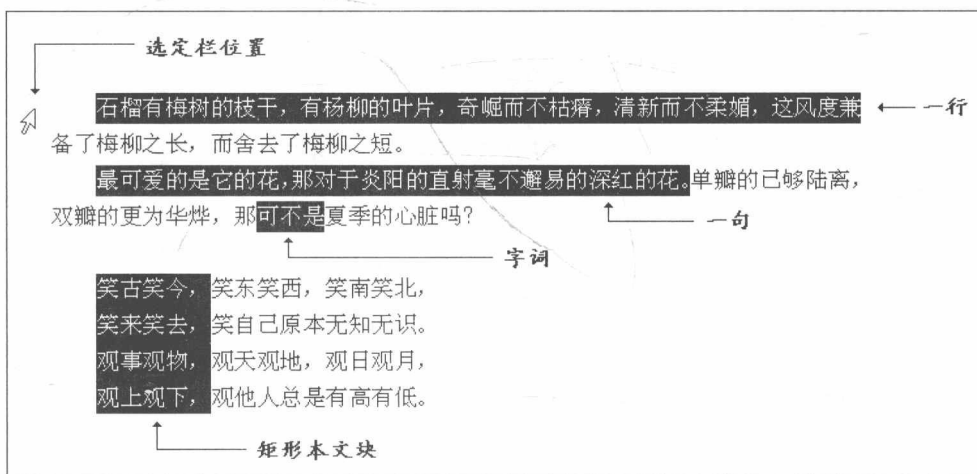 选定栏位置
石榴有梅树的枝干，有杨柳的叶片，奇崛而不枯瘠，清新而不柔媚，这风度兼
一行
备了梅柳之长，而舍去了梅柳之短。
最可爱的是它的花，那对于炎阳的直射毫不邂易的深红的花。单瓣的已够陆离，
双瓣的更为华烨，那可不是夏季的心脏吗？
一句
字词
笑古笑今，笑东笑西，笑南笑北，
笑来笑去，笑自己原本无知无识。
观事观物，观天观地，观日观月，
观上观下，观他人总是有高有低。
矩形本文块